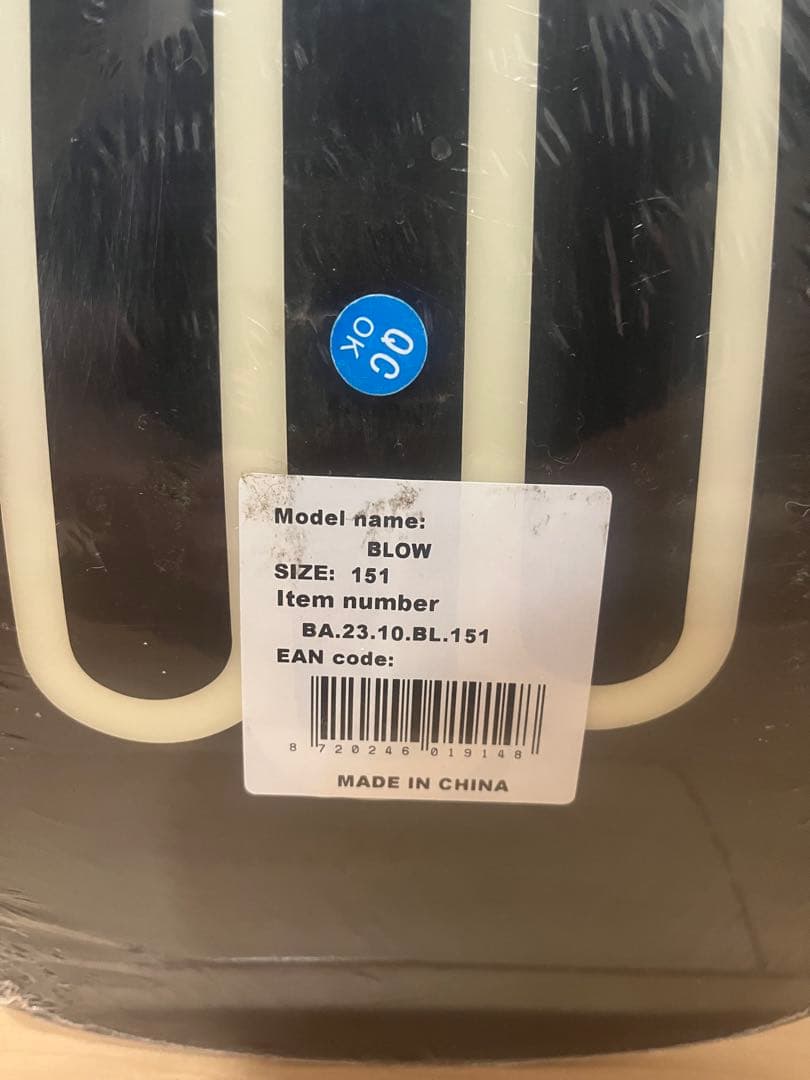 QC
OK
Model name:
BLOW
SIZE: 151
Item number
BA.23.10.BL.151
EAN code:
8 720246 019148
MADE IN CHINA